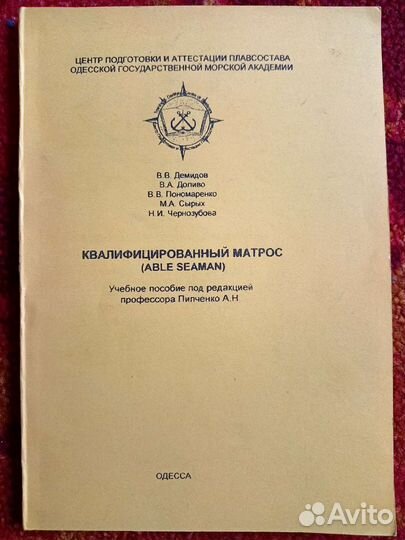 ЦЕНТР ПОДГОТОВКИ И АТТЕСТАЦИИ ПЛАВСОСТАВА
ОДЕССКОЙ ГОСУДАРСТВЕННОЙ МОРСКОЙ АКАДЕМИИ
В.В. Демидов
В.А. Доливо
В.В. Пономаренко
М.А. Сырых
Н.И. Чернозубова
КВАЛИФИЦИРОВАННЫЙ МАТРОС
(ABLE SEAMAN)
Учебное пособие под редакцией
профессора Пипченко А.Н.
ОДЕССА
Avito